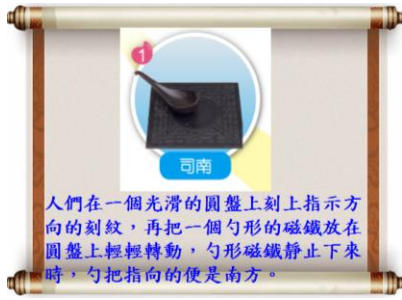 1
司南
人們在一個光滑的圓盤上刻上指示方
向的刻紋，再把一個勺形的磁鐵放在
圓盤上輕輕轉動，勺形磁鐵靜止下來
時，勺把指向的便是南方。